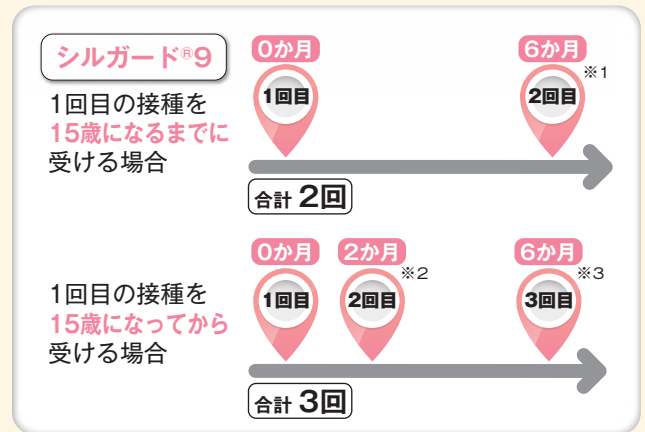 シルガード®9
1回目の接種を
15歳になるまでに
受ける場合
0か月
1回目
6か月
※1
2回目
合計 2回
1回目の接種を
15歳になってから
受ける場合
0か月
1回目
2か月
※2
2回目
6か月
※3
3回目
合計 3回